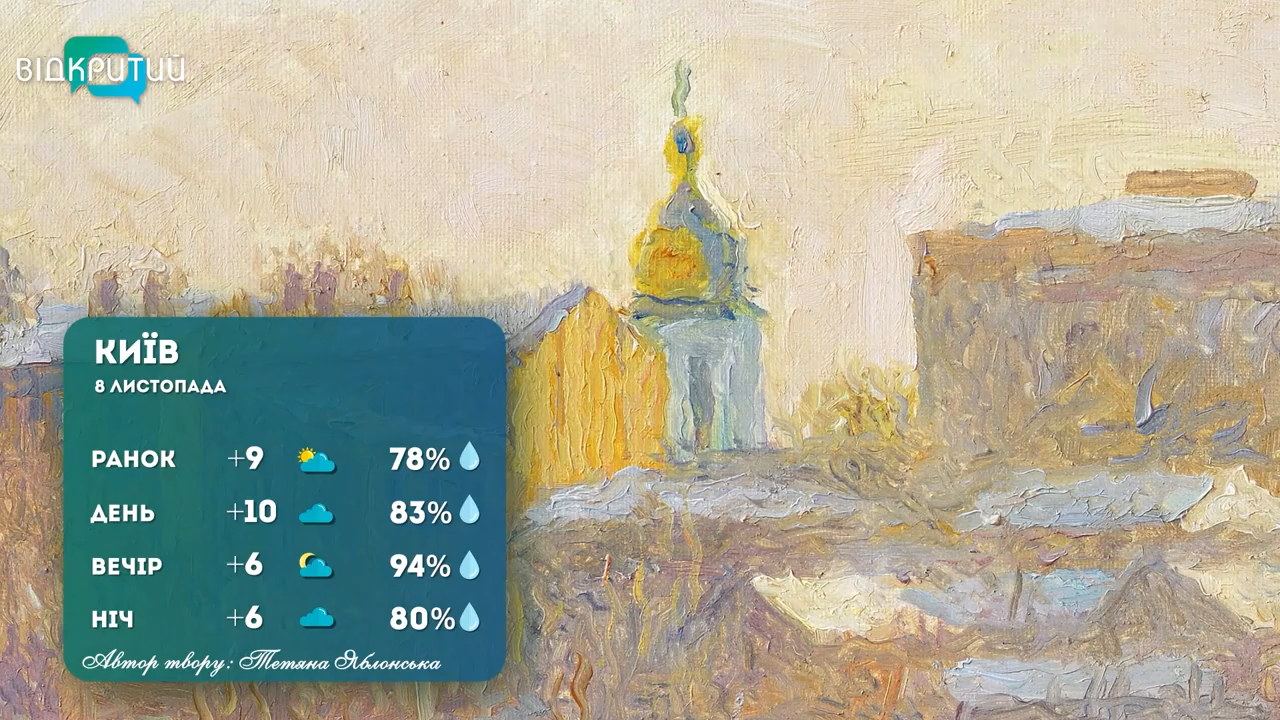 ВІДКРИТИЙ
КИЇВ
8 ЛИСТОПАДА
РАНОК +9 78%
ДЕНЬ +10 83%
ВЕЧІР +6 94%
НІЧ +6 80%
Автор твору: Тетяна Яблонська